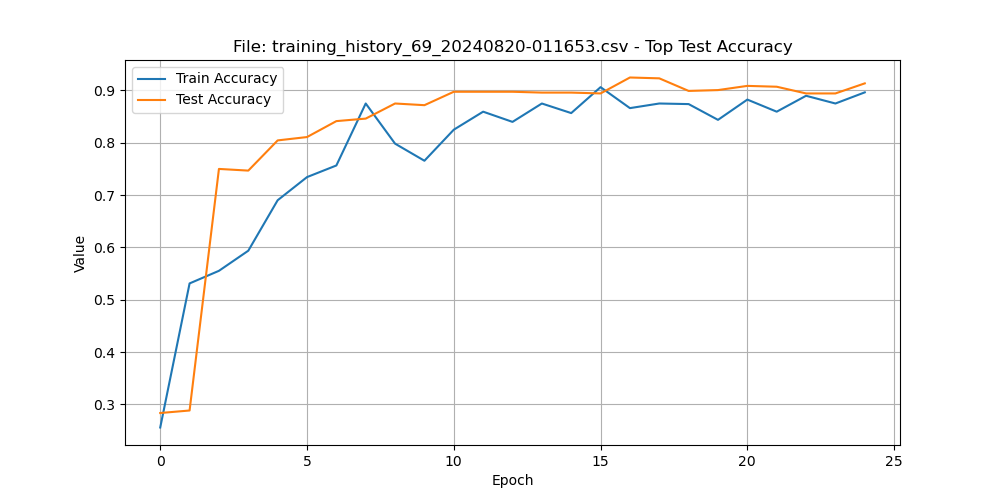 File: training_history_69_20240820-011653.csv - Top Test Accuracy
Train Accuracy
Test Accuracy
Value
0.9
0.8
0.7
0.6
0.5
0.4
0.3
0 5 10 15 20 25
Epoch